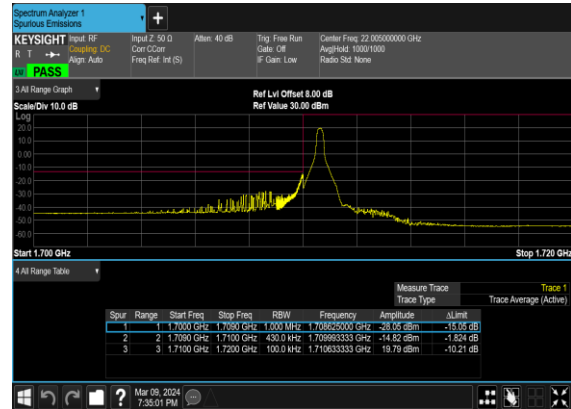 Spectrum Analyzer 1
Spurious Emissions
+
KEYSIGHT Input: RF Input Z: 50 Ω Atten: 40 dB Trig: Free Run Center Freq: 22.005000000 GHz
R T Coupling: DC Corr CCorr Gate: Off Avg|Hold: 1000/1000
Align: Auto Freq Ref: Int (S) IF Gain: Low Radio Std: None
PASS
3 All Range Graph
Ref Lvl Offset 8.00 dB
Scale/Div 10.0 dB Ref Value 30.00 dBm
Log
20.0
10.0
0.00
-10.0
-20.0
-30.0
-40.0
-50.0
-60.0
Start 1.700 GHz Stop 1.720 GHz
4 All Range Table
Measure Trace Trace 1
Trace Type Trace Average (Active)
Spur Range Start Freq Stop Freq RBW Frequency Amplitude ΔLimit
1 1 1.7000 GHz 1.7090 GHz 1.000 MHz 1.708625000 GHz -28.05 dBm -15.05 dB
2 2 1.7090 GHz 1.7100 GHz 430.0 kHz 1.709993333 GHz -14.82 dBm -1.824 dB
3 3 1.7100 GHz 1.7200 GHz 100.0 kHz 1.710633333 GHz 19.79 dBm -10.21 dB
? Mar 09, 2024
7:35:01 PM